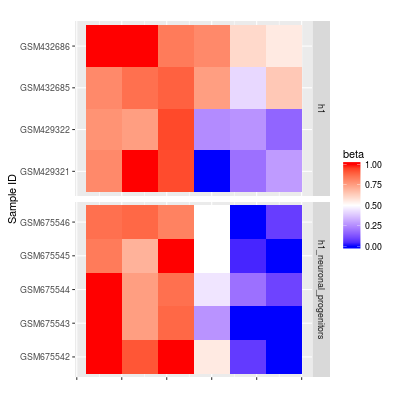 GSM432686
GSM432685
GSM429322
GSM429321
h1
GSM675546
GSM675545
GSM675544
GSM675543
GSM675542
h1_neuronal_progenitors
Sample ID
beta
1.00
0.75
0.50
0.25
0.00